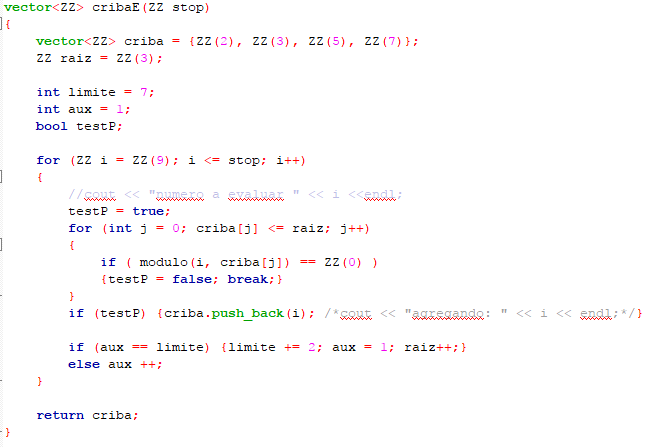 vector<ZZ> cribaE(ZZ stop)
{
vector<ZZ> criba = {ZZ(2), ZZ(3), ZZ(5), ZZ(7)};
ZZ raiz = ZZ(3);
int limite = 7;
int aux = 1;
bool testP;
for (ZZ i = ZZ(9); i <= stop; i++)
{
//cout << "numero a evaluar " << i <<endl;
testP = true;
for (int j = 0; criba[j] <= raiz; j++)
{
if ( modulo(i, criba[j]) == ZZ(0) )
{testP = false; break;}
}
if (testP) {criba.push_back(i); /*cout << "agregando: " << i << endl;*/}
if (aux == limite) {limite += 2; aux = 1; raiz++;}
else aux ++;
}
return criba;
}